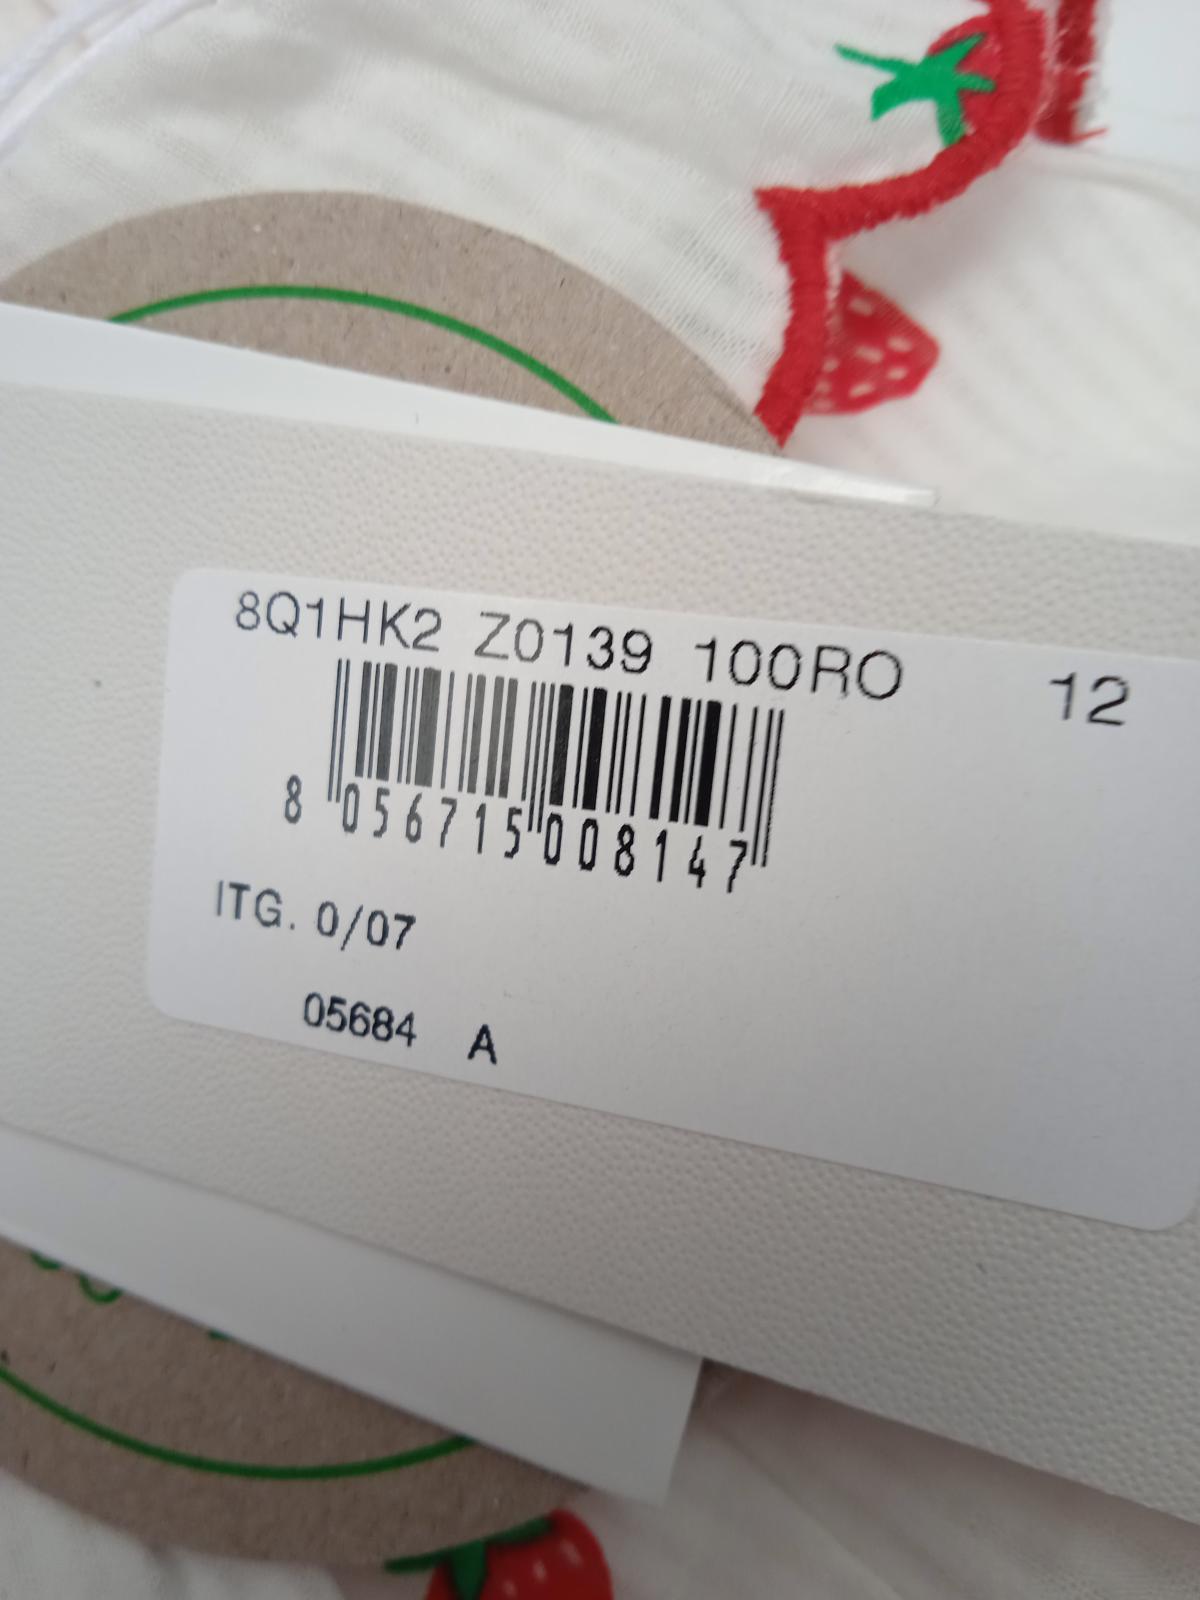 8Q1HK2 Z0139 100RO 12
8 056715 008147
ITG. 0/07
05684 A